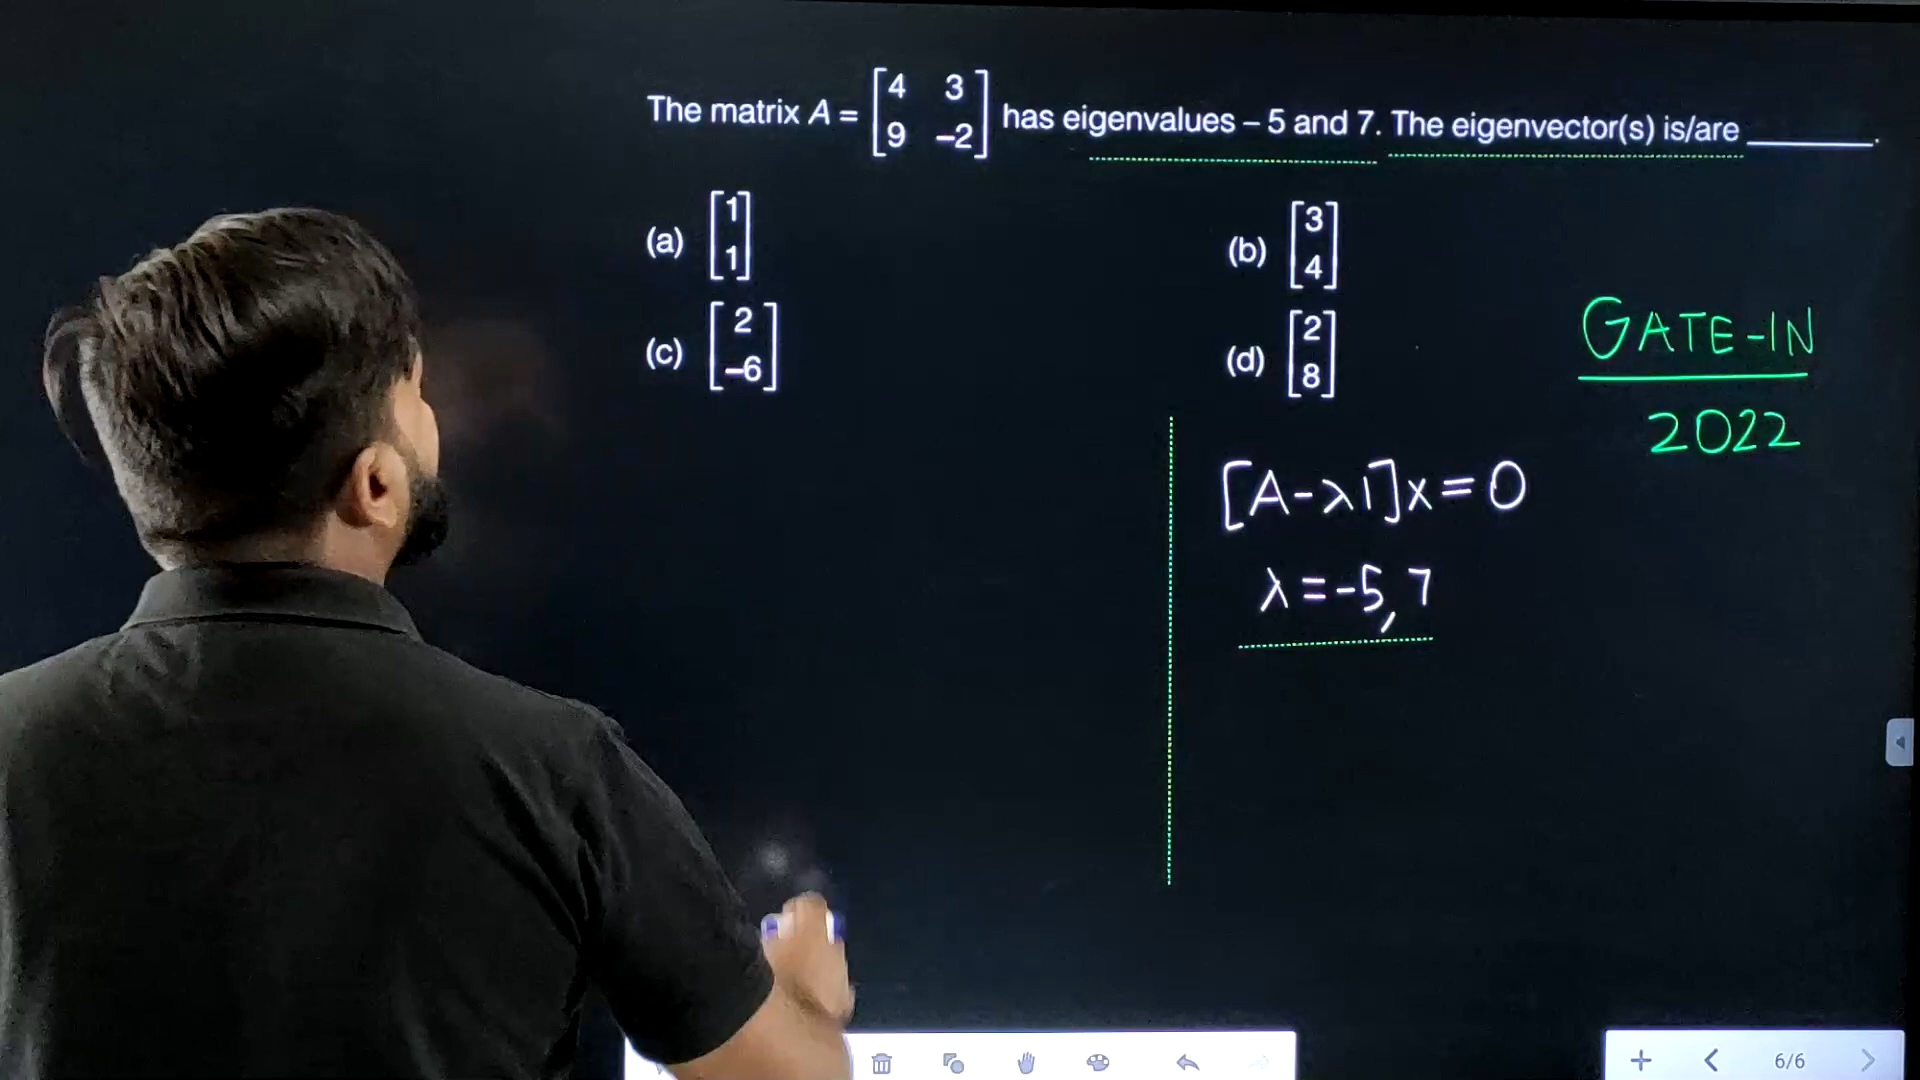 The matrix A = [4 3
9 –2] has eigenvalues – 5 and 7. The eigenvector(s) is/are ________.
(a) [1
1]
(b) [3
4]
(c) [2
–6]
(d) [2
8]
GATE-IN
2022
[A-λI]x=0
λ=-5,7
6/6